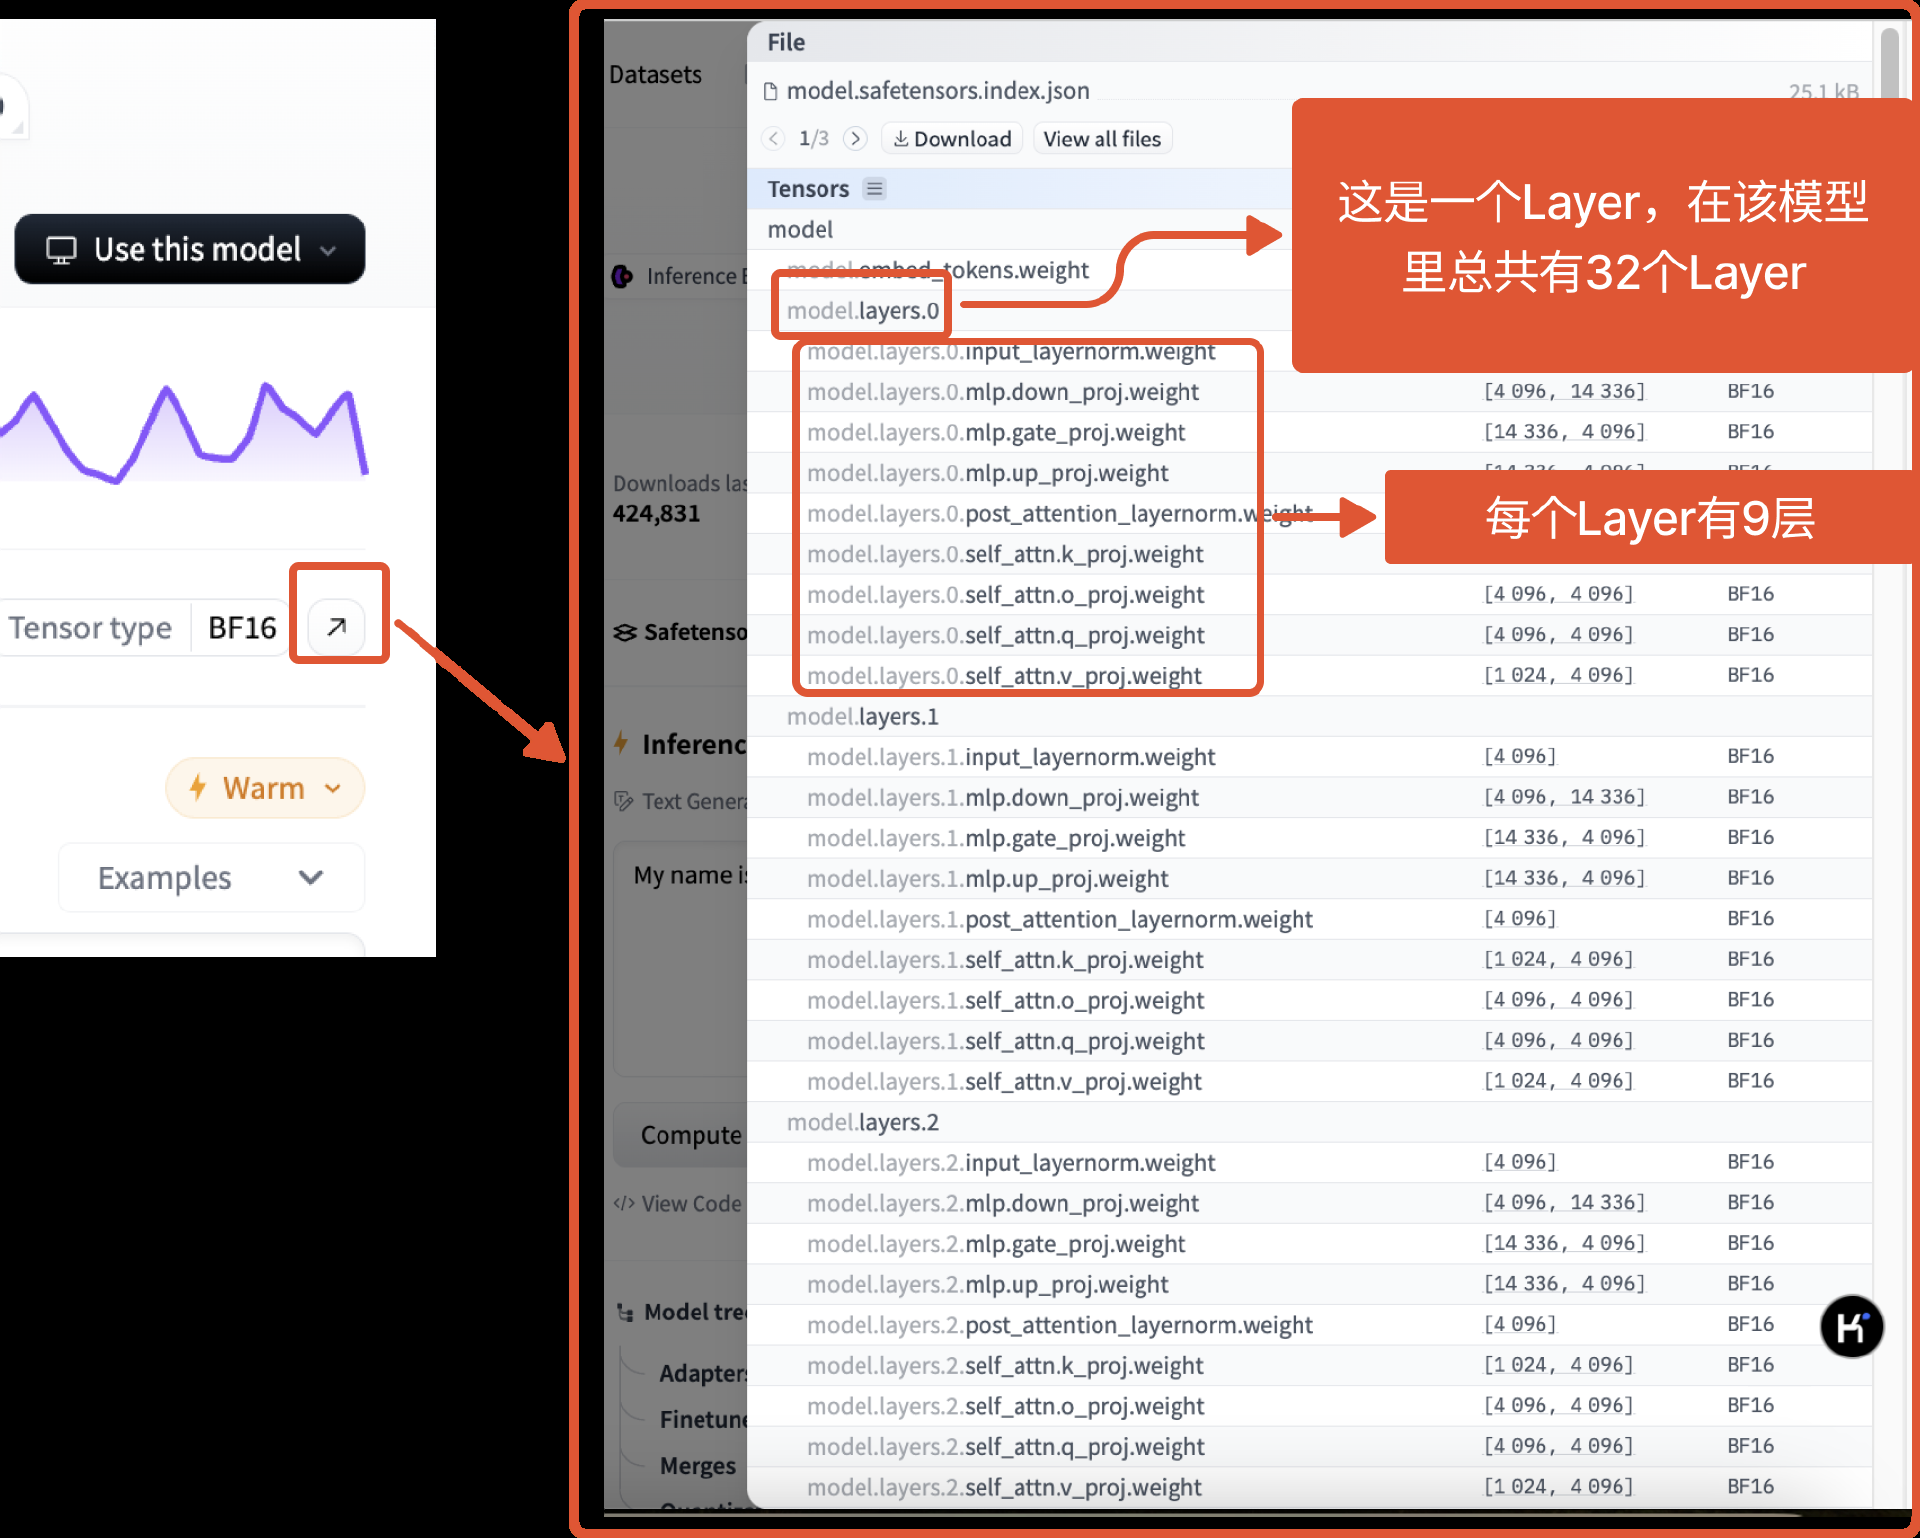 Use this model
Tensor type BF16
Warm
Examples
Datasets
Inference
Downloads
424,831
Inference
My name is
Compute
View Code
Model tree
Adapters
Finetune
Merges
File
model.safetensors.index.json
25.1 kB
1/3 Download View all files
Tensors
model
model.embed_tokens.weight
model.layers.0
model.layers.0.input_layernorm.weight
model.layers.0.mlp.down_proj.weight [4 096, 14 336] BF16
model.layers.0.mlp.gate_proj.weight [14 336, 4 096] BF16
model.layers.0.mlp.up_proj.weight [14 336, 4 096] BF16
model.layers.0.post_attention_layernorm.weight
model.layers.0.self_attn.k_proj.weight
model.layers.0.self_attn.o_proj.weight [4 096, 4 096] BF16
model.layers.0.self_attn.q_proj.weight [4 096, 4 096] BF16
model.layers.0.self_attn.v_proj.weight [1 024, 4 096] BF16
model.layers.1
model.layers.1.input_layernorm.weight [4 096] BF16
model.layers.1.mlp.down_proj.weight [4 096, 14 336] BF16
model.layers.1.mlp.gate_proj.weight [14 336, 4 096] BF16
model.layers.1.mlp.up_proj.weight [14 336, 4 096] BF16
model.layers.1.post_attention_layernorm.weight [4 096] BF16
model.layers.1.self_attn.k_proj.weight [1 024, 4 096] BF16
model.layers.1.self_attn.o_proj.weight [4 096, 4 096] BF16
model.layers.1.self_attn.q_proj.weight [4 096, 4 096] BF16
model.layers.1.self_attn.v_proj.weight [1 024, 4 096] BF16
model.layers.2
model.layers.2.input_layernorm.weight [4 096] BF16
model.layers.2.mlp.down_proj.weight [4 096, 14 336] BF16
model.layers.2.mlp.gate_proj.weight [14 336, 4 096] BF16
model.layers.2.mlp.up_proj.weight [14 336, 4 096] BF16
model.layers.2.post_attention_layernorm.weight [4 096] BF16
model.layers.2.self_attn.k_proj.weight [1 024, 4 096] BF16
model.layers.2.self_attn.o_proj.weight [4 096, 4 096] BF16
model.layers.2.self_attn.q_proj.weight [4 096, 4 096] BF16
model.layers.2.self_attn.v_proj.weight [1 024, 4 096] BF16
这是一个Layer，在该模型
里总共有32个Layer
每个Layer有9层
K